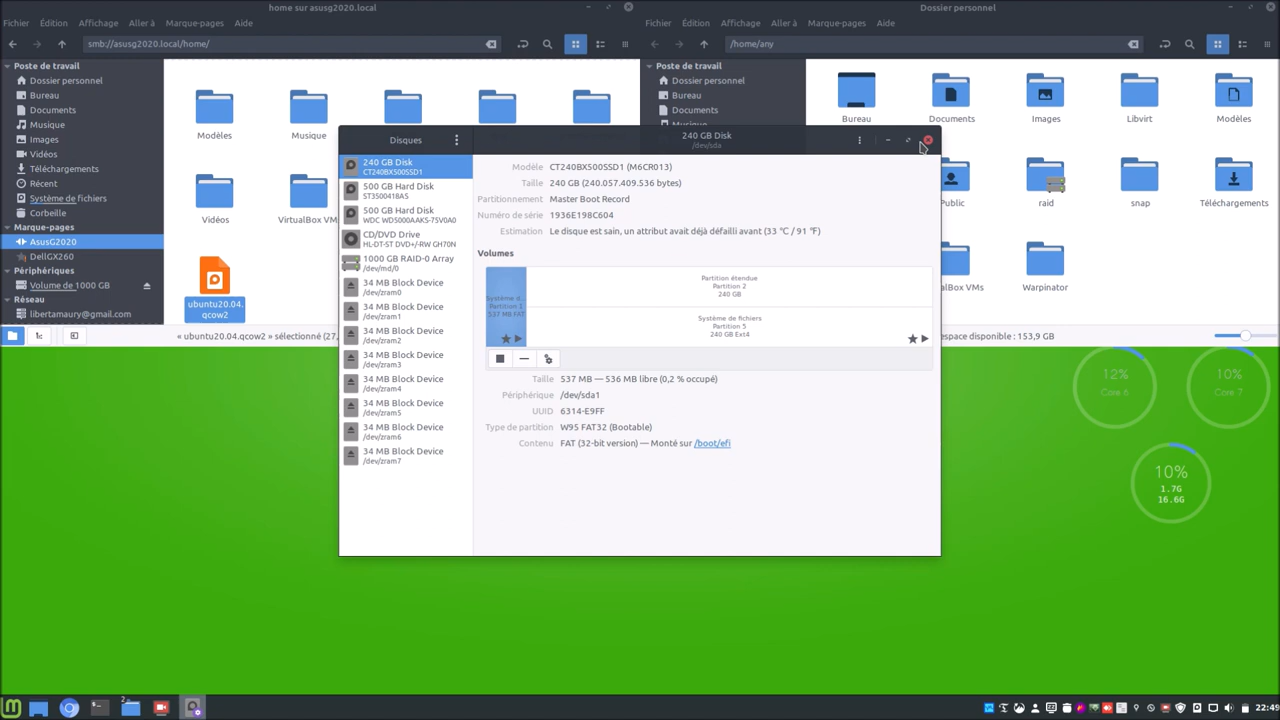 home sur asusg2020.local
Fichier Édition Affichage Aller à Marque-pages Aide
smb://asusg2020.local/home/
Poste de travail
Dossier personnel
Bureau
Documents
Musique
Images
Vidéos
Téléchargements
Récent
Système de fichiers
Corbeille
Marque-pages
AsusG2020
DellGX260
Périphériques
Volume de 1000 GB
Réseau
libertamaury@gmail.com
Modèles
Musique
Vidéos
VirtualBox VM
ubuntu20.04.
qcow2
« ubuntu20.04.qcow2 » sélectionné (27,
Dossier personnel
Fichier Édition Affichage Aller à Marque-pages Aide
/home/any
Poste de travail
Dossier personnel
Bureau
Documents
Bureau
Documents
Images
Libvirt
Modèles
Public
raid
snap
Téléchargements
alBox VMs
Warpinator
espace disponible : 153,9 GB
Disques
240 GB Disk
/dev/sda
240 GB Disk
CT240BX500SSD1
500 GB Hard Disk
ST3500418AS
500 GB Hard Disk
WDC WD5000AAKS-75V0A0
CD/DVD Drive
HL-DT-ST DVD+/-RW GH70N
1000 GB RAID-0 Array
/dev/md/0
34 MB Block Device
/dev/zram0
34 MB Block Device
/dev/zram1
34 MB Block Device
/dev/zram2
34 MB Block Device
/dev/zram3
34 MB Block Device
/dev/zram4
34 MB Block Device
/dev/zram5
34 MB Block Device
/dev/zram6
34 MB Block Device
/dev/zram7
Modèle CT240BX500SSD1 (M6CR013)
Taille 240 GB (240.057.409.536 bytes)
Partitionnement Master Boot Record
Numéro de série 1936E198C604
Estimation Le disque est sain, un attribut avait déjà défailli avant (33 °C / 91 °F)
Volumes
Système d…
Partition 1
537 MB FAT
Partition étendue
Partition 2
240 GB
Système de fichiers
Partition 5
240 GB Ext4
Taille 537 MB — 536 MB libre (0,2 % occupé)
Périphérique /dev/sda1
UUID 6314-E9FF
Type de partition W95 FAT32 (Bootable)
Contenu FAT (32-bit version) — Monté sur /boot/efi
12%
Core 6
10%
Core 7
10%
1.7G
16.6G
2
22:49